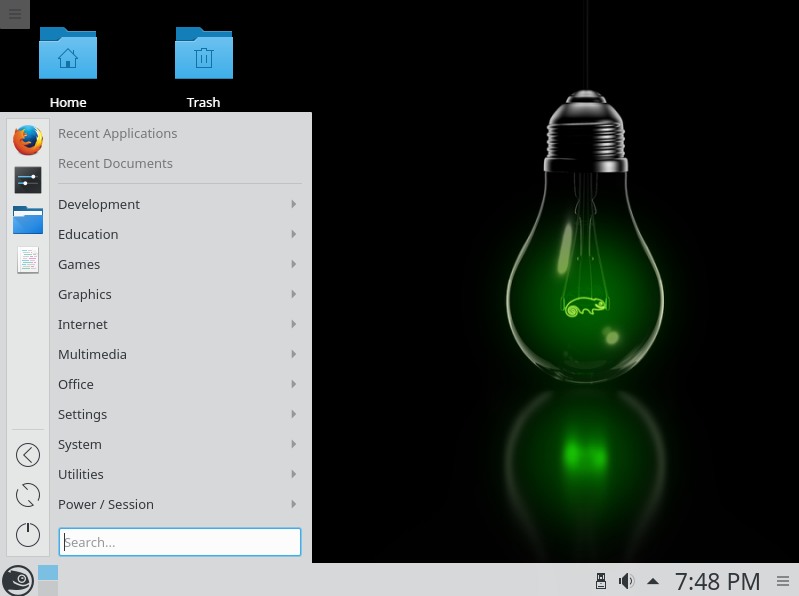 Home
Trash
Recent Applications
Recent Documents
Development
Education
Games
Graphics
Internet
Multimedia
Office
Settings
System
Utilities
Power / Session
Search...
7:48 PM